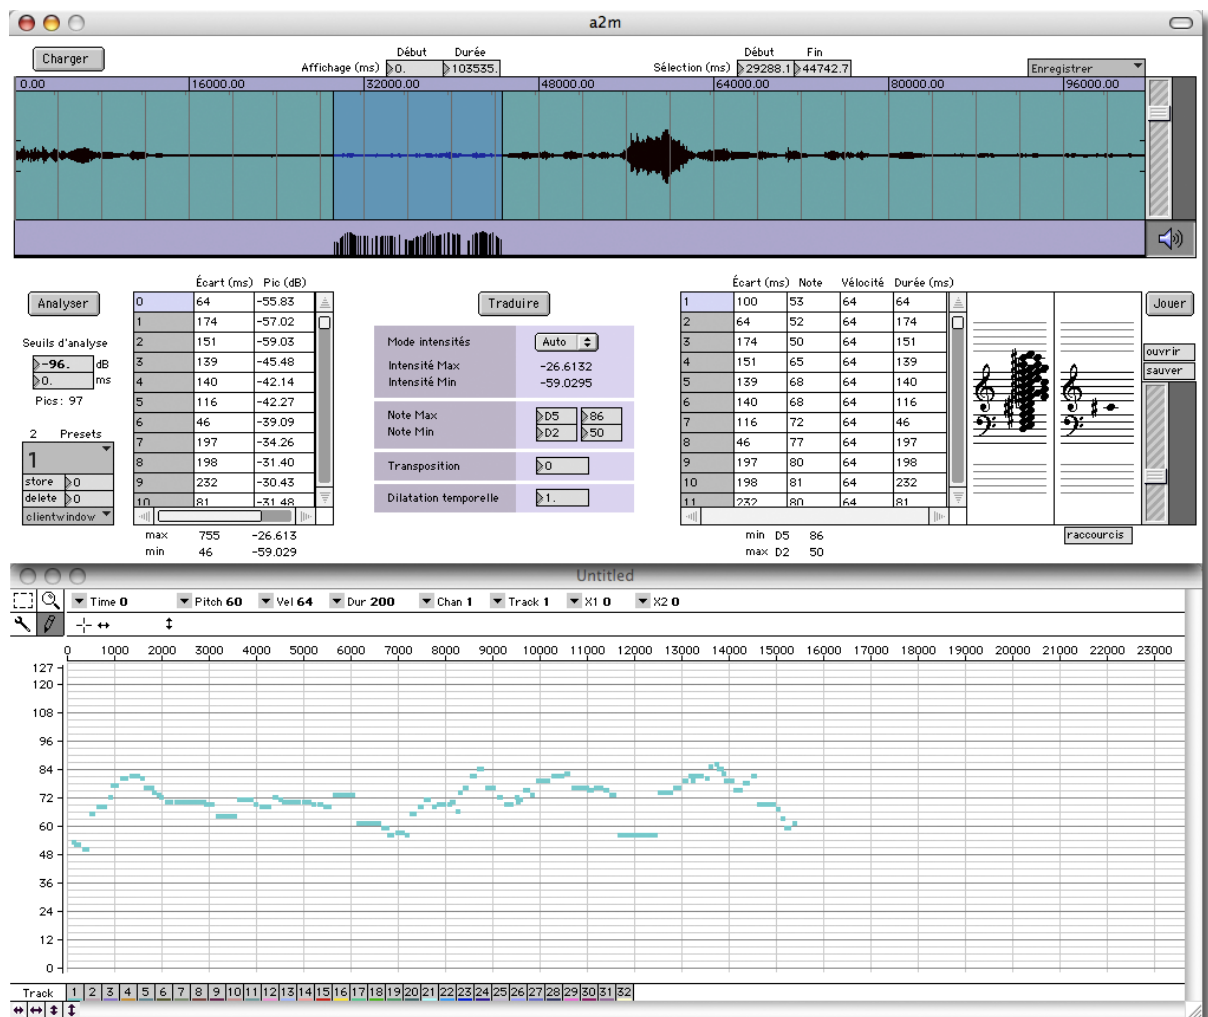 a2m
Charger
Début Durée
Affichage (ms) 0. 103535.
Début Fin
Sélection (ms) 29288.1 44742.7
Enregistrer
0.00 16000.00 32000.00 48000.00 64000.00 80000.00 96000.00
Analyser
Seuils d'analyse
-96. dB
0. ms
Pics: 97
2 Presets
1
store 0
delete 0
clientwindow
Écart (ms) Pic (dB)
0 64 -55.83
1 174 -57.02
2 151 -59.03
3 139 -45.48
4 140 -42.14
5 116 -42.27
6 46 -39.09
7 197 -34.26
8 198 -31.40
9 232 -30.43
10 81 -31.48
max 755 -26.613
min 46 -59.029
Traduire
Mode intensités Auto
Intensité Max -26.6132
Intensité Min -59.0295
Note Max D5 86
Note Min D2 50
Transposition 0
Dilatation temporelle 1.
Écart (ms) Note Vélocité Durée (ms)
1 100 53 64 64
2 64 52 64 174
3 174 50 64 151
4 151 65 64 139
5 139 68 64 140
6 140 68 64 116
7 116 72 64 46
8 46 77 64 197
9 197 80 64 198
10 198 81 64 232
11 232 80 64 81
min D5 86
max D2 50
Jouer
ouvrir
sauver
raccourcis
Untitled
Time 0 Pitch 60 Vel 64 Dur 200 Chan 1 Track 1 X1 0 X2 0
0 1000 2000 3000 4000 5000 6000 7000 8000 9000 10000 11000 12000 13000 14000 15000 16000 17000 18000 19000 20000 21000 22000 23000
127
120
108
96
84
72
60
48
36
24
12
0
Track 1 2 3 4 5 6 7 8 9 10 11 12 13 14 15 16 17 18 19 20 21 22 23 24 25 26 27 28 29 30 31 32